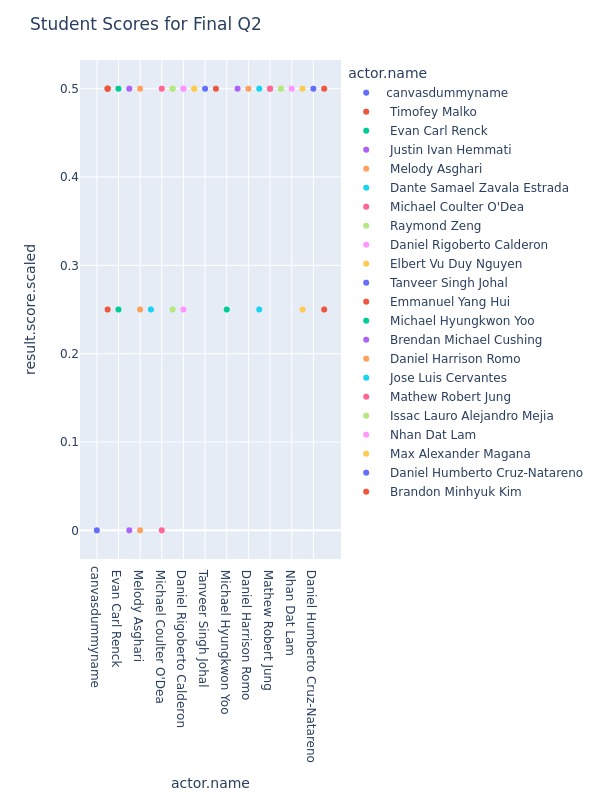 Student Scores for Final Q2
actor.name
canvasdummyname
Timofey Malko
Evan Carl Renck
Justin Ivan Hemmati
Melody Asghari
Dante Samael Zavala Estrada
Michael Coulter O'Dea
Raymond Zeng
Daniel Rigoberto Calderon
Elbert Vu Duy Nguyen
Tanveer Singh Johal
Emmanuel Yang Hui
Michael Hyungkwon Yoo
Brendan Michael Cushing
Daniel Harrison Romo
Jose Luis Cervantes
Mathew Robert Jung
Issac Lauro Alejandro Mejia
Nhan Dat Lam
Max Alexander Magana
Daniel Humberto Cruz-Natareno
Brandon Minhyuk Kim
result.score.scaled
0.5
0.4
0.3
0.2
0.1
0
canvasdummyname
Evan Carl Renck
Melody Asghari
Michael Coulter O'Dea
Daniel Rigoberto Calderon
Tanveer Singh Johal
Michael Hyungkwon Yoo
Daniel Harrison Romo
Mathew Robert Jung
Nhan Dat Lam
Daniel Humberto Cruz-Natareno
actor.name